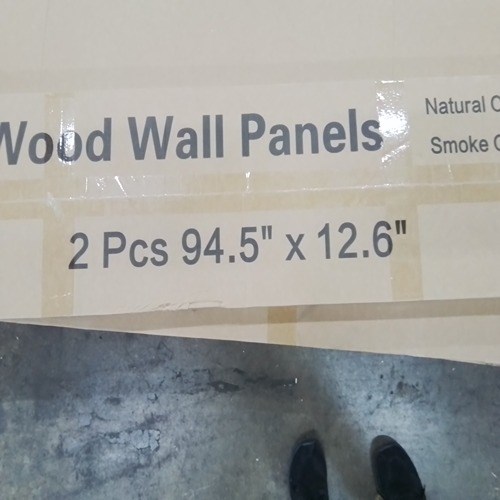 Wood Wall Panels
Natural
Smoke
2 Pcs 94.5" x 12.6"